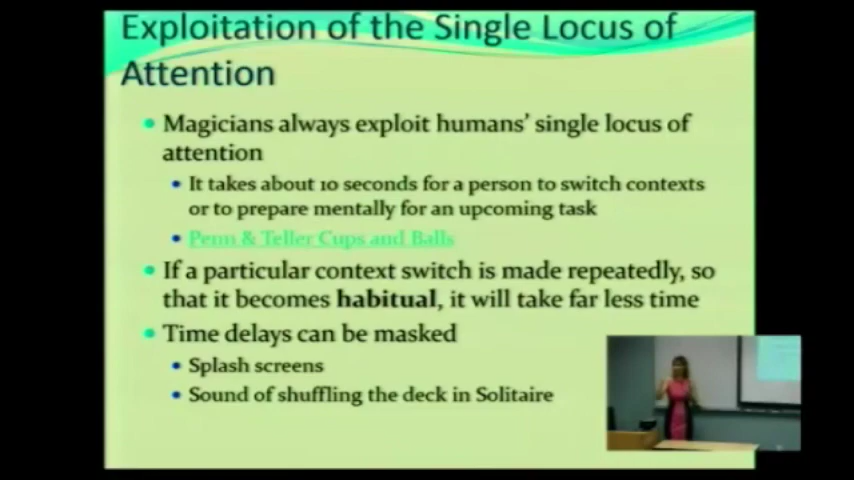 Exploitation of the Single Locus of
Attention
Magicians always exploit humans' single locus of
attention
It takes about 10 seconds for a person to switch contexts
or to prepare mentally for an upcoming task
Penn & Teller Cups and Balls
If a particular context switch is made repeatedly, so
that it becomes habitual, it will take far less time
Time delays can be masked
Splash screens
Sound of shuffling the deck in Solitaire